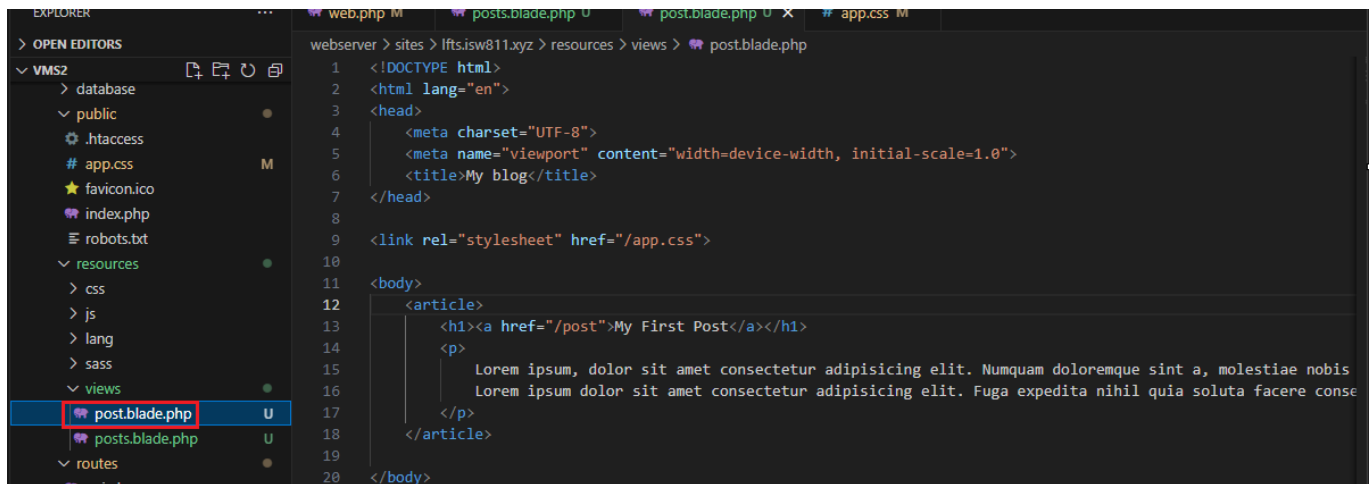 EXPLORER
web.php M
posts.blade.php U
post.blade.php U
# app.css M
OPEN EDITORS
webserver > sites > lfts.isw811.xyz > resources > views > post.blade.php
VMS2
database
public
.htaccess
# app.css M
favicon.ico
index.php
robots.txt
resources
css
js
lang
sass
views
post.blade.php U
posts.blade.php U
routes
1 <!DOCTYPE html>
2 <html lang="en">
3 <head>
4 <meta charset="UTF-8">
5 <meta name="viewport" content="width=device-width, initial-scale=1.0">
6 <title>My blog</title>
7 </head>
8
9 <link rel="stylesheet" href="/app.css">
10
11 <body>
12 <article>
13 <h1><a href="/post">My First Post</a></h1>
14 <p>
15 Lorem ipsum, dolor sit amet consectetur adipisicing elit. Numquam doloremque sint a, molestiae nobis
16 Lorem ipsum dolor sit amet consectetur adipisicing elit. Fuga expedita nihil quia soluta facere conse
17 </p>
18 </article>
19
20 </body>